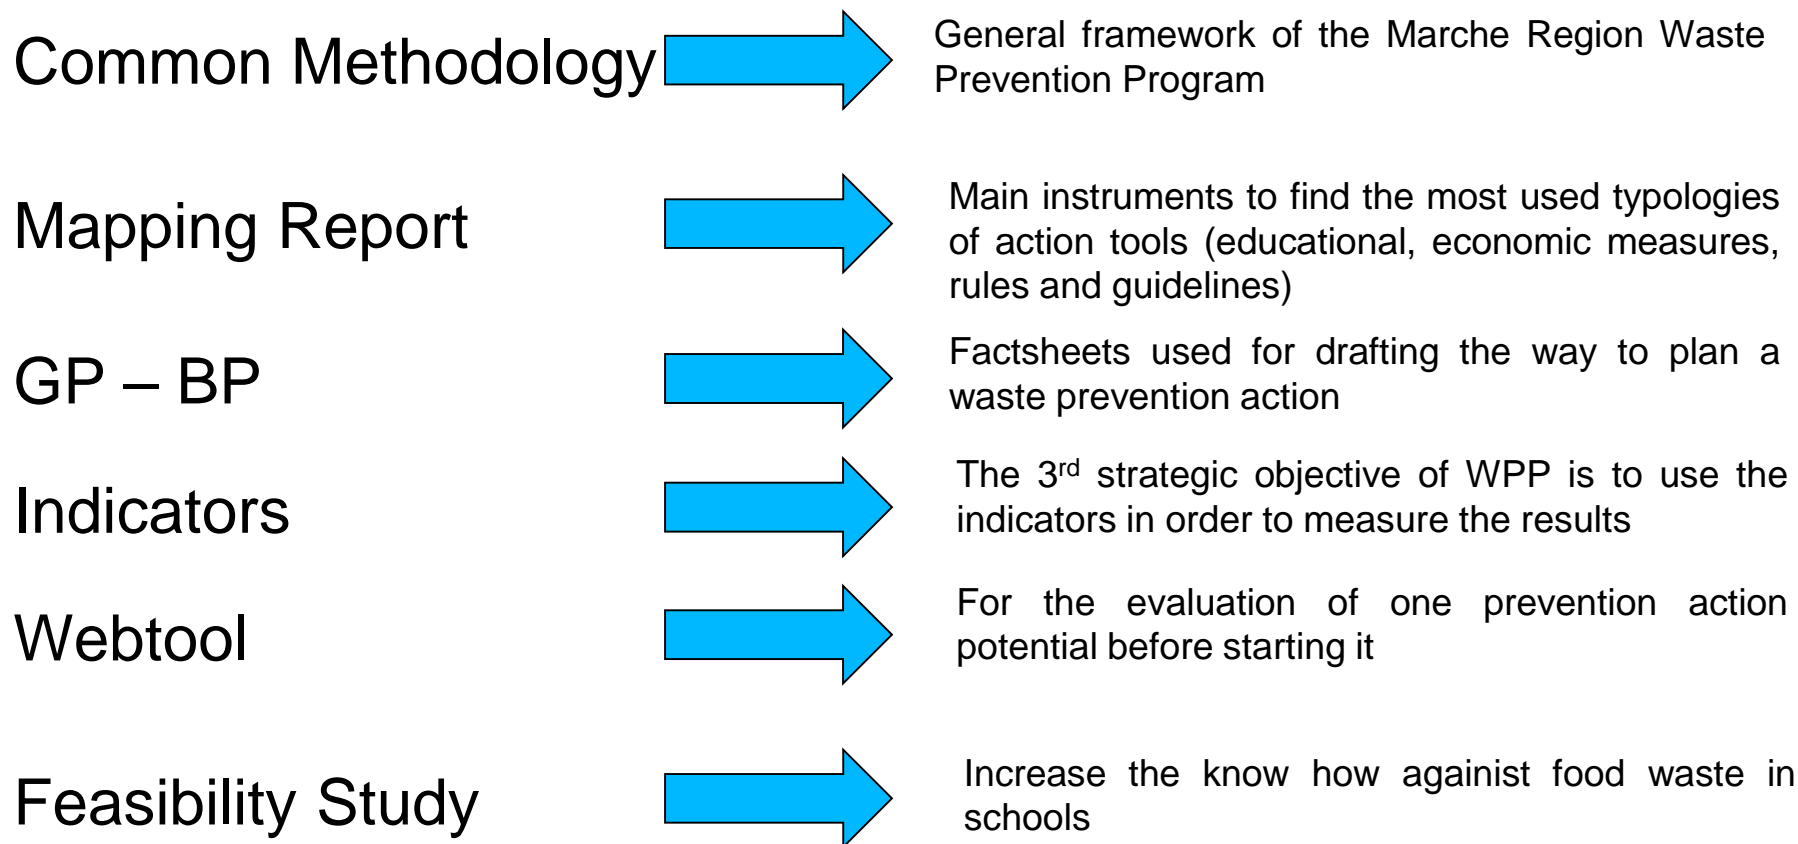 Common Methodology
General framework of the Marche Region Waste
Prevention Program
Mapping Report
Main instruments to find the most used typologies
of action tools (educational, economic measures,
rules and guidelines)
GP – BP
Factsheets used for drafting the way to plan a
waste prevention action
Indicators
The 3rd strategic objective of WPP is to use the
indicators in order to measure the results
Webtool
For the evaluation of one prevention action
potential before starting it
Feasibility Study
Increase the know how againist food waste in
schools